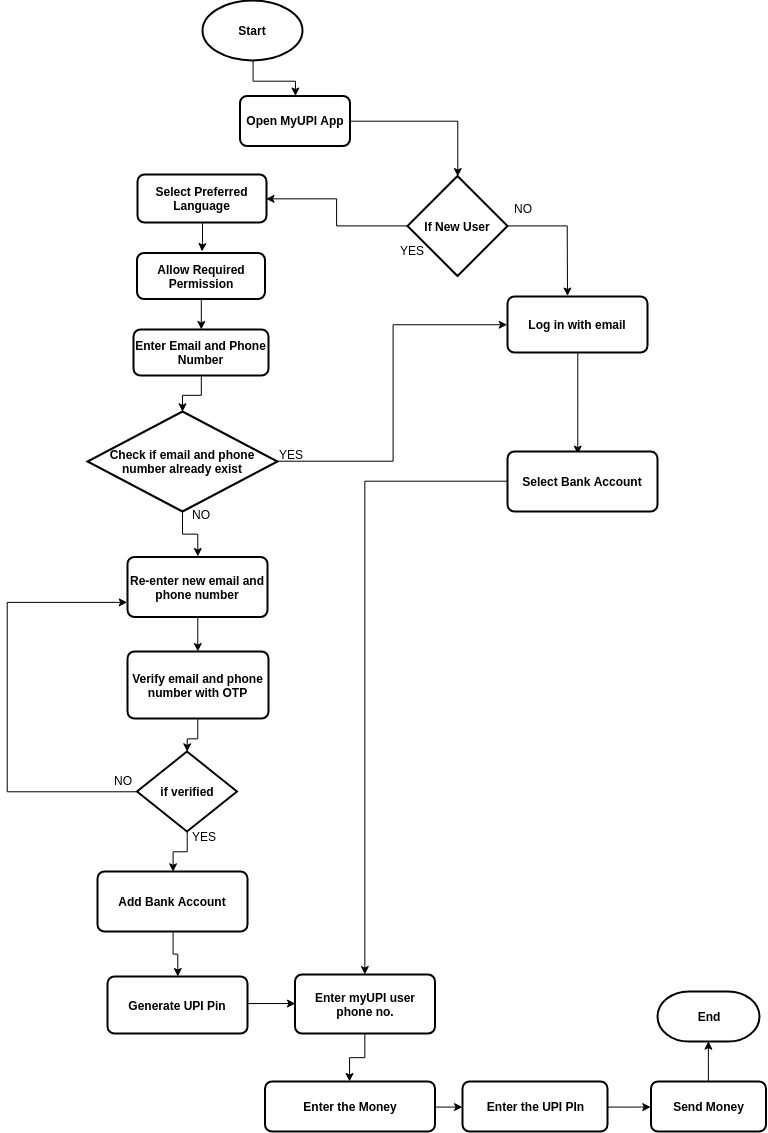 Start
Open MyUPI App
Select Preferred
Language
NO
If New User
YES
Allow Required
Permission
Log in with email
Enter Email and Phone
Number
Check if email and phone
number already exist
YES
Select Bank Account
NO
Re-enter new email and
phone number
Verify email and phone
number with OTP
NO
if verified
YES
Add Bank Account
Generate UPI Pin
Enter myUPI user
phone no.
End
Enter the Money
Enter the UPI PIn
Send Money